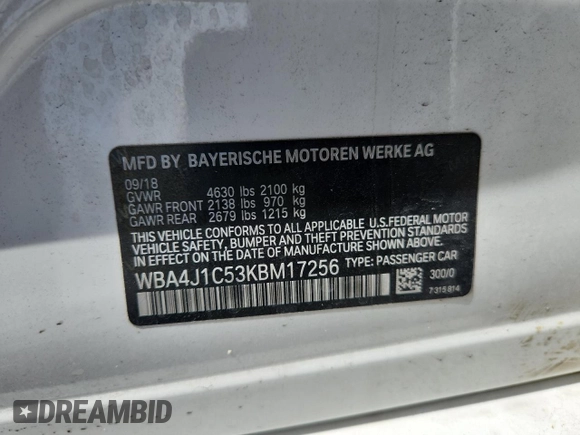 MFD BY BAYERISCHE MOTOREN WERKE AG
09/18
GVWR 4630 lbs 2100 kg
GAWR FRONT 2138 lbs 970 kg
GAWR REAR 2679 lbs 1215 kg
THIS VEHICLE CONFORMS TO ALL APPLICABLE U.S.FEDERAL MOTOR
VEHICLE SAFETY, BUMPER, AND THEFT PREVENTION STANDARDS
IN EFFECT ON THE DATE OF MANUFACTURE SHOWN ABOVE.
WBA4J1C53KBM17256 TYPE: PASSENGER CAR
300/0
7 315 814
DREAMBID